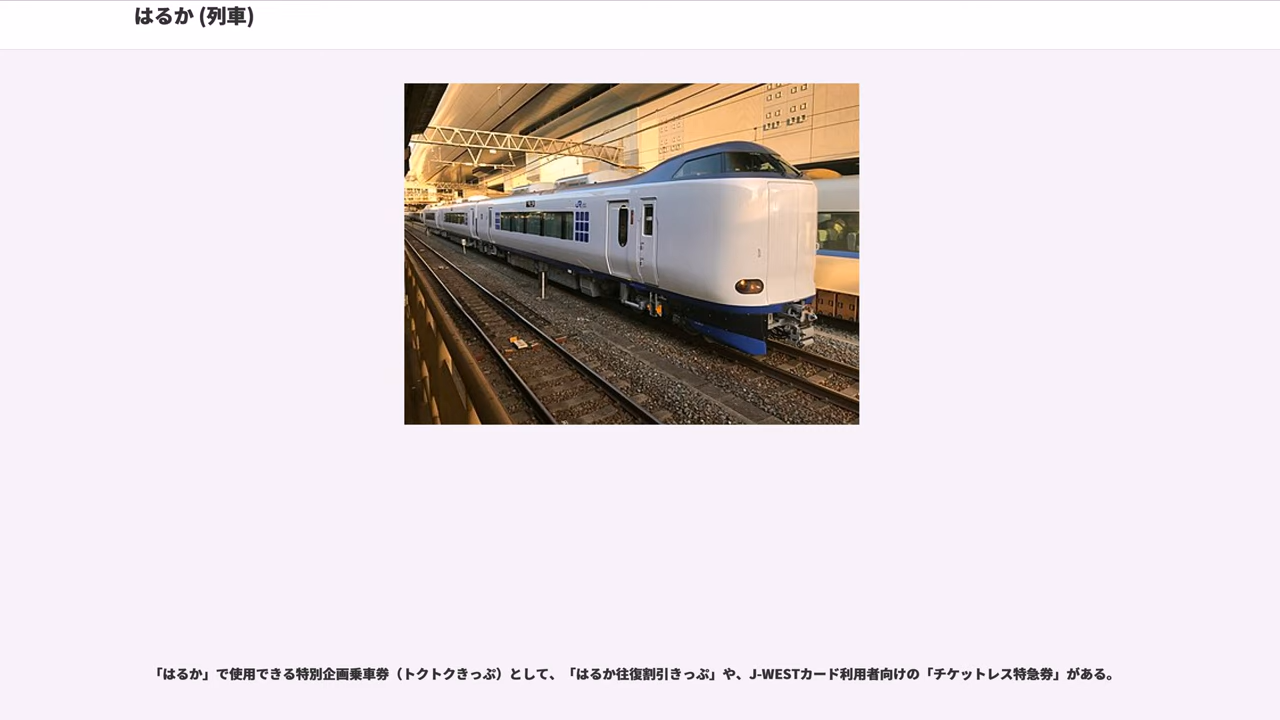 はるか (列車)
JR
「はるか」で使用できる特別企画乗車券（トクトクきっぷ）として、「はるか往復割引きっぷ」や、J-WESTカード利用者向けの「チケットレス特急券」がある。